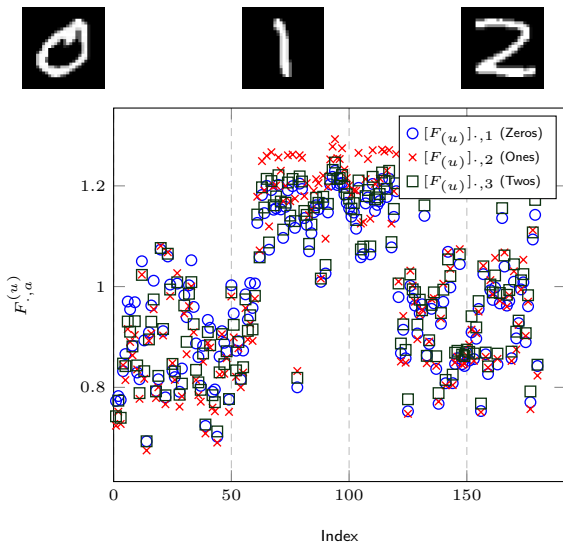 0 1 2
[F(u)]·,1 (Zeros)
[F(u)]·,2 (Ones)
[F(u)]·,3 (Twos)
1.2
1
0.8
F·,a(u)
0 50 100 150
Index